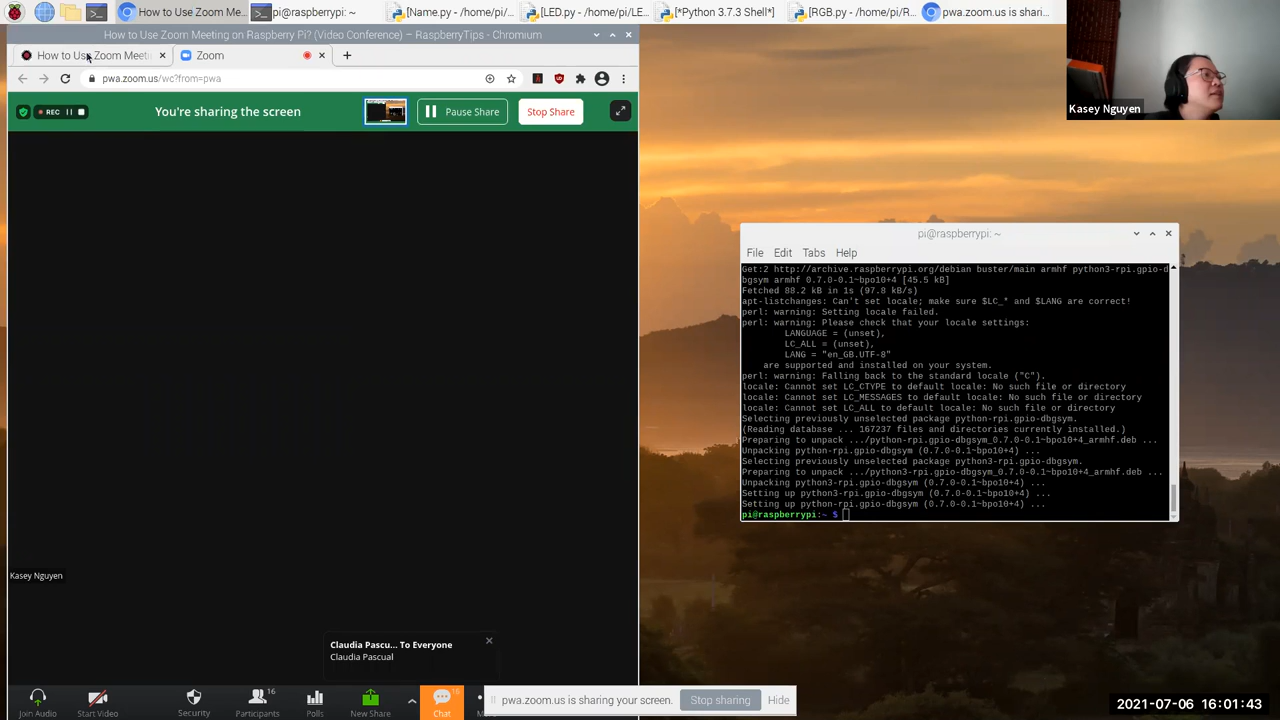 How to Use Zoom Me...
pi@raspberrypi: ~
[Name.py - /home/pi/...
[LED.py - /home/pi/LE...
[*Python 3.7.3 Shell*]
[RGB.py - /home/pi/...
pwa.zoom.us is shari...
How to Use Zoom Meeting on Raspberry Pi? (Video Conference) – RaspberryTips - Chromium
How to Use Zoom Meeti
Zoom
pwa.zoom.us/wc?from=pwa
REC
You're sharing the screen
Pause Share
Stop Share
Kasey Nguyen
pi@raspberrypi: ~
File Edit Tabs Help
Get:2 http://archive.raspberrypi.org/debian buster/main armhf python3-rpi.gpio-d
bgsym armhf 0.7.0-0.1~bpo10+4 [45.5 kB]
Fetched 88.2 kB in 1s (97.8 kB/s)
apt-listchanges: Can't set locale; make sure $LC_* and $LANG are correct!
perl: warning: Setting locale failed.
perl: warning: Please check that your locale settings:
LANGUAGE = (unset),
LC_ALL = (unset),
LANG = "en_GB.UTF-8"
are supported and installed on your system.
perl: warning: Falling back to the standard locale ("C").
locale: Cannot set LC_CTYPE to default locale: No such file or directory
locale: Cannot set LC_MESSAGES to default locale: No such file or directory
locale: Cannot set LC_ALL to default locale: No such file or directory
Selecting previously unselected package python-rpi.gpio-dbgsym.
(Reading database ... 167237 files and directories currently installed.)
Preparing to unpack .../python-rpi.gpio-dbgsym_0.7.0-0.1~bpo10+4_armhf.deb ...
Unpacking python-rpi.gpio-dbgsym (0.7.0-0.1~bpo10+4) ...
Selecting previously unselected package python3-rpi.gpio-dbgsym.
Preparing to unpack .../python3-rpi.gpio-dbgsym_0.7.0-0.1~bpo10+4_armhf.deb ...
Unpacking python3-rpi.gpio-dbgsym (0.7.0-0.1~bpo10+4) ...
Setting up python3-rpi.gpio-dbgsym (0.7.0-0.1~bpo10+4) ...
Setting up python-rpi.gpio-dbgsym (0.7.0-0.1~bpo10+4) ...
pi@raspberrypi:~ $
Kasey Nguyen
Claudia Pascu... To Everyone
Claudia Pascual
Join Audio
Start Video
Security
16
Participants
Polls
New Share
Chat
pwa.zoom.us is sharing your screen.
Stop sharing
Hide
2021-07-06 16:01:43